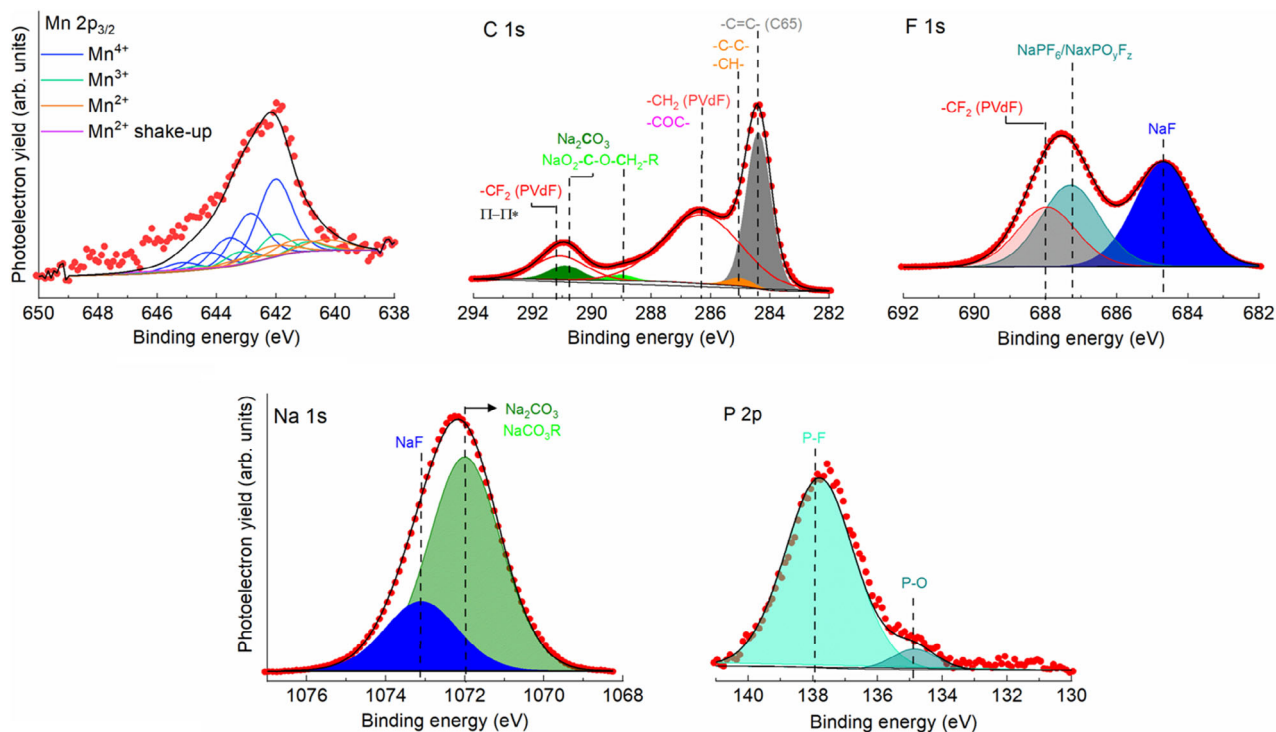 Mn 2p3/2
Mn4+
Mn3+
Mn2+
Mn2+ shake-up
Photoelectron yield (arb. units)
650 648 646 644 642 640 638
Binding energy (eV)
C 1s
-C=C- (C65)
-C-C-
-CH-
-CH2 (PVdF)
-COC-
Na2CO3
NaO2-C-O-CH2-R
-CF2 (PVdF)
Π–Π*
294 292 290 288 286 284 282
Binding energy (eV)
F 1s
NaPF6/NaxPOyFz
-CF2 (PVdF)
NaF
692 690 688 686 684 682
Binding energy (eV)
Na 1s
Na2CO3
NaCO3R
NaF
Photoelectron yield (arb. units)
1076 1074 1072 1070 1068
Binding energy (eV)
P 2p
P-F
P-O
140 138 136 134 132 130
Binding energy (eV)